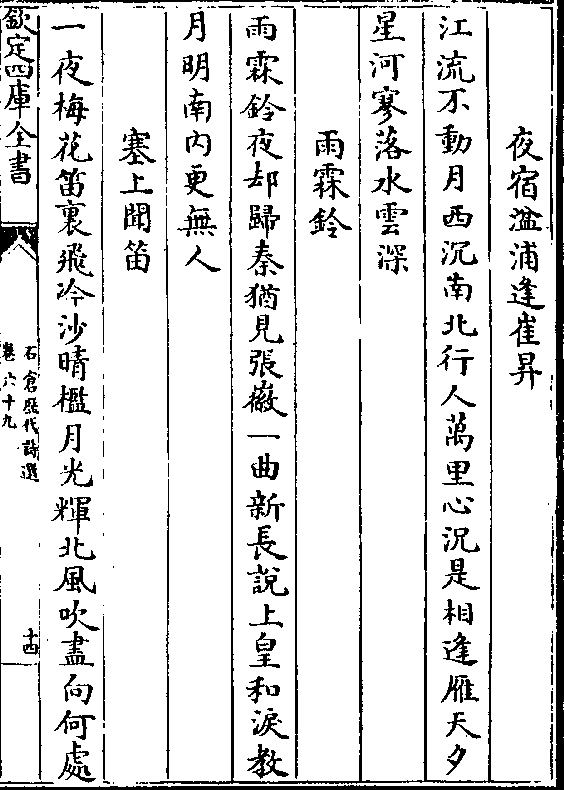 夜宿湓浦逢崔昇
江流不動月西沉南北行人萬里心況是相逢雁天夕
星河寥落水雲深
雨霖鈴
雨霖鈴夜却歸秦猶見張徽一曲新長說上皇和淚教
月明南内更無人
塞上聞笛
一夜梅花笛裏飛冷沙晴檻月光輝北風吹盡向何處
欽定四庫全書
石倉歷代詩選
卷六十九
十四